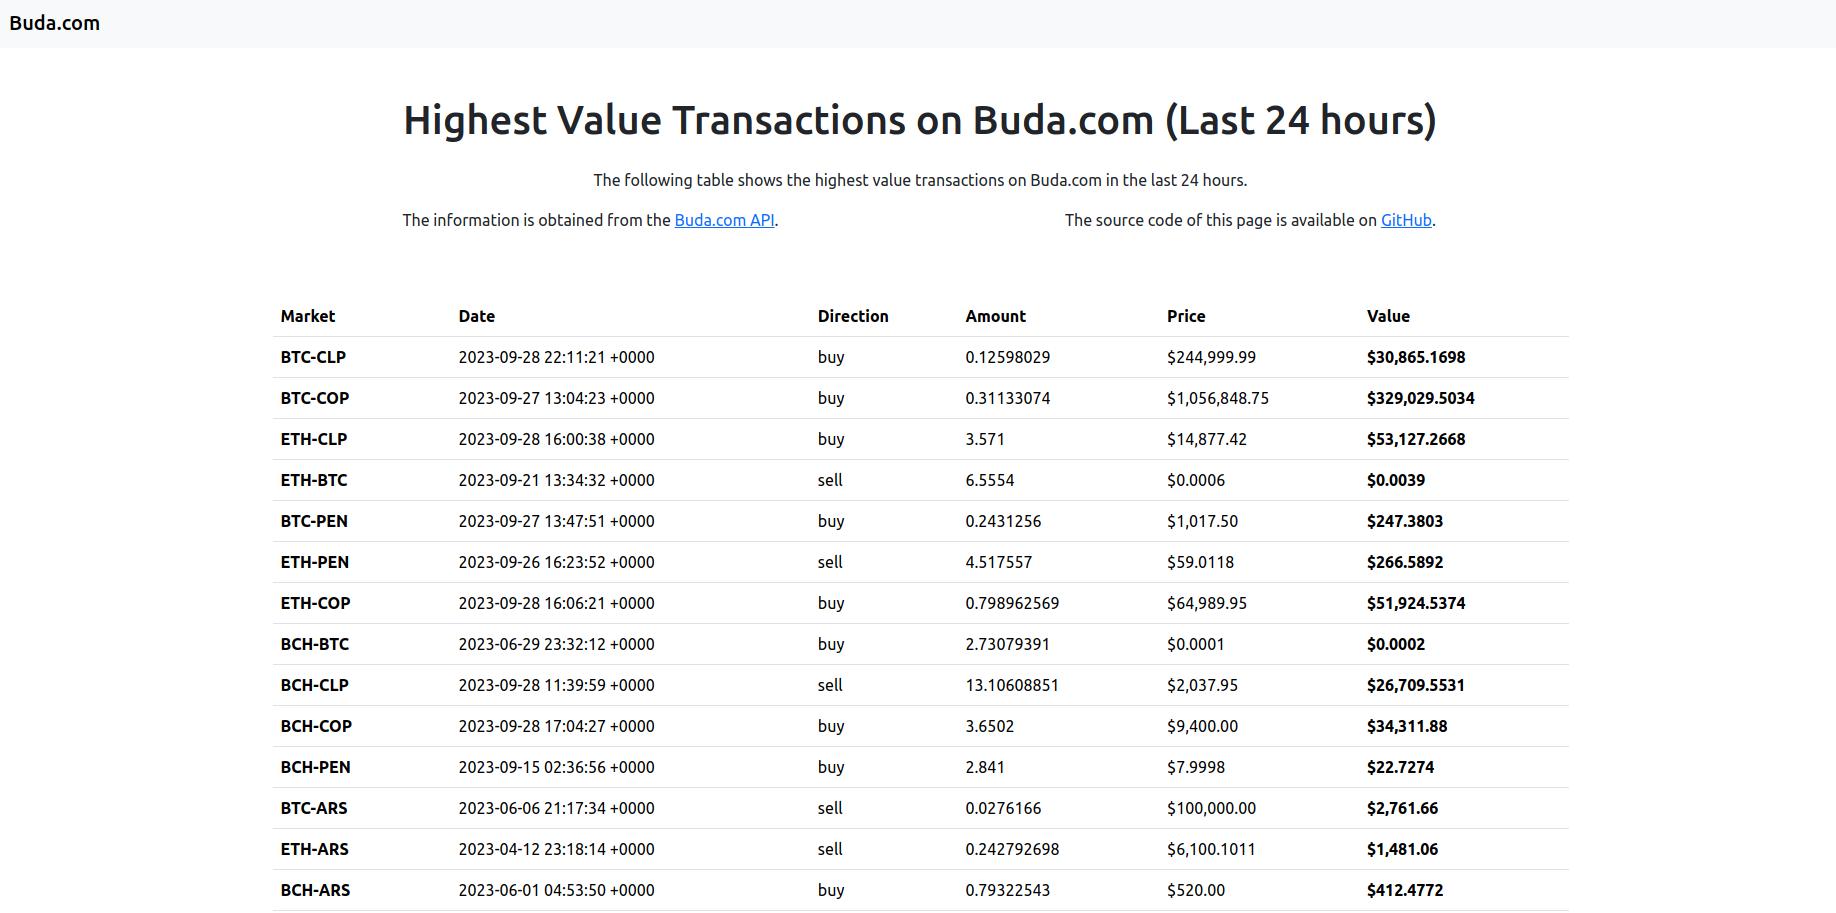 Buda.com
Highest Value Transactions on Buda.com (Last 24 hours)
The following table shows the highest value transactions on Buda.com in the last 24 hours.
The information is obtained from the Buda.com API. The source code of this page is available on GitHub.
Market Date Direction Amount Price Value
BTC-CLP 2023-09-28 22:11:21 +0000 buy 0.12598029 $244,999.99 $30,865.1698
BTC-COP 2023-09-27 13:04:23 +0000 buy 0.31133074 $1,056,848.75 $329,029.5034
ETH-CLP 2023-09-28 16:00:38 +0000 buy 3.571 $14,877.42 $53,127.2668
ETH-BTC 2023-09-21 13:34:32 +0000 sell 6.5554 $0.0006 $0.0039
BTC-PEN 2023-09-27 13:47:51 +0000 buy 0.2431256 $1,017.50 $247.3803
ETH-PEN 2023-09-26 16:23:52 +0000 sell 4.517557 $59.0118 $266.5892
ETH-COP 2023-09-28 16:06:21 +0000 buy 0.798962569 $64,989.95 $51,924.5374
BCH-BTC 2023-06-29 23:32:12 +0000 buy 2.73079391 $0.0001 $0.0002
BCH-CLP 2023-09-28 11:39:59 +0000 sell 13.10608851 $2,037.95 $26,709.5531
BCH-COP 2023-09-28 17:04:27 +0000 buy 3.6502 $9,400.00 $34,311.88
BCH-PEN 2023-09-15 02:36:56 +0000 buy 2.841 $7.9998 $22.7274
BTC-ARS 2023-06-06 21:17:34 +0000 sell 0.0276166 $100,000.00 $2,761.66
ETH-ARS 2023-04-12 23:18:14 +0000 sell 0.242792698 $6,100.1011 $1,481.06
BCH-ARS 2023-06-01 04:53:50 +0000 buy 0.79322543 $520.00 $412.4772